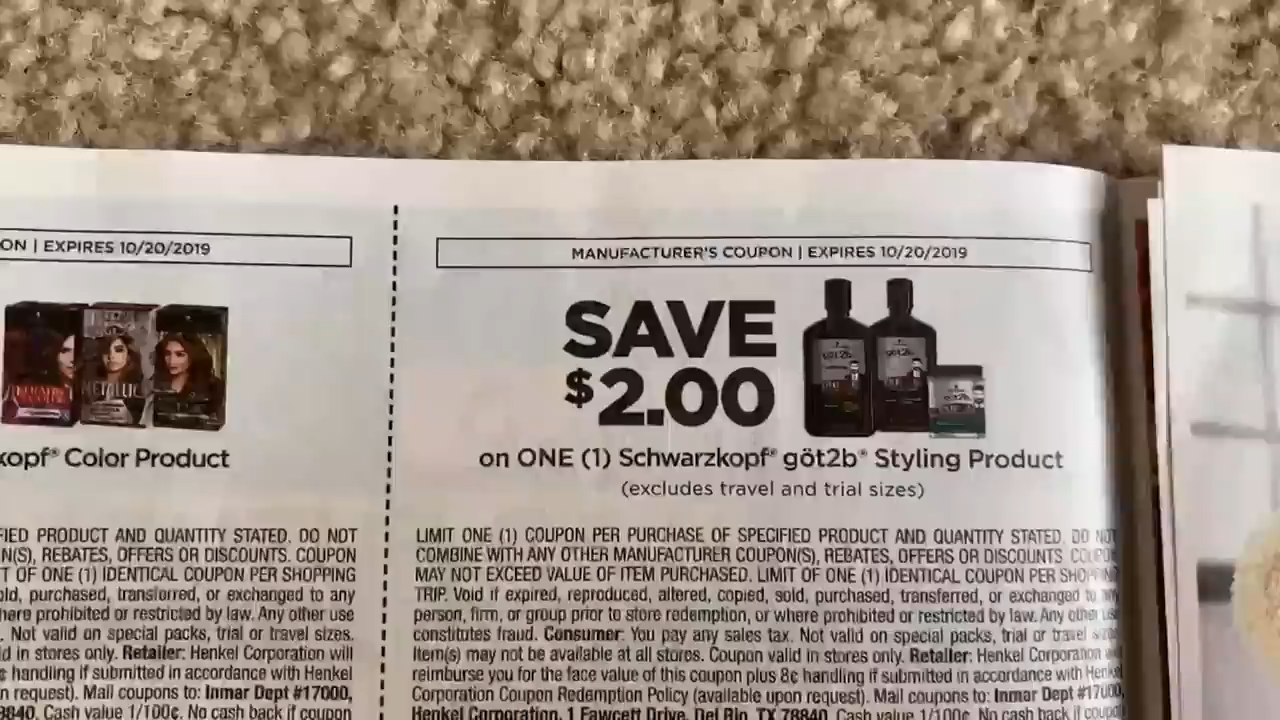 ON | EXPIRES 10/20/2019
METALLIC
kopf® Color Product
FIED PRODUCT AND QUANTITY STATED. DO NOT
N(S), REBATES, OFFERS OR DISCOUNTS. COUPON
T OF ONE (1) IDENTICAL COUPON PER SHOPPING
old, purchased, transferred, or exchanged to any
here prohibited or restricted by law. Any other use
. Not valid on special packs, trial or travel sizes.
d in stores only. Retailer: Henkel Corporation will
¢ handling if submitted in accordance with Henkel
n request). Mail coupons to: Inmar Dept #17000,
8840. Cash value 1/100¢. No cash back if coupon
MANUFACTURER'S COUPON | EXPIRES 10/20/2019
SAVE
$2.00
göt2b
göt2b
göt2b
on ONE (1) Schwarzkopf® göt2b® Styling Product
(excludes travel and trial sizes)
LIMIT ONE (1) COUPON PER PURCHASE OF SPECIFIED PRODUCT AND QUANTITY STATED. DO NOT
COMBINE WITH ANY OTHER MANUFACTURER COUPON(S), REBATES, OFFERS OR DISCOUNTS. COUPON
MAY NOT EXCEED VALUE OF ITEM PURCHASED. LIMIT OF ONE (1) IDENTICAL COUPON PER SHOPPING
TRIP. Void if expired, reproduced, altered, copied, sold, purchased, transferred, or exchanged to any
person, firm, or group prior to store redemption, or where prohibited or restricted by law. Any other use
constitutes fraud. Consumer: You pay any sales tax. Not valid on special packs, trial or travel sizes.
Item(s) may not be available at all stores. Coupon valid in stores only. Retailer: Henkel Corporation will
reimburse you for the face value of this coupon plus 8¢ handling if submitted in accordance with Henkel
Corporation Coupon Redemption Policy (available upon request). Mail coupons to: Inmar Dept #17000,
Henkel Corporation, 1 Fawcett Drive, Del Rio, TX 78840. Cash value 1/100¢. No cash back if coupon